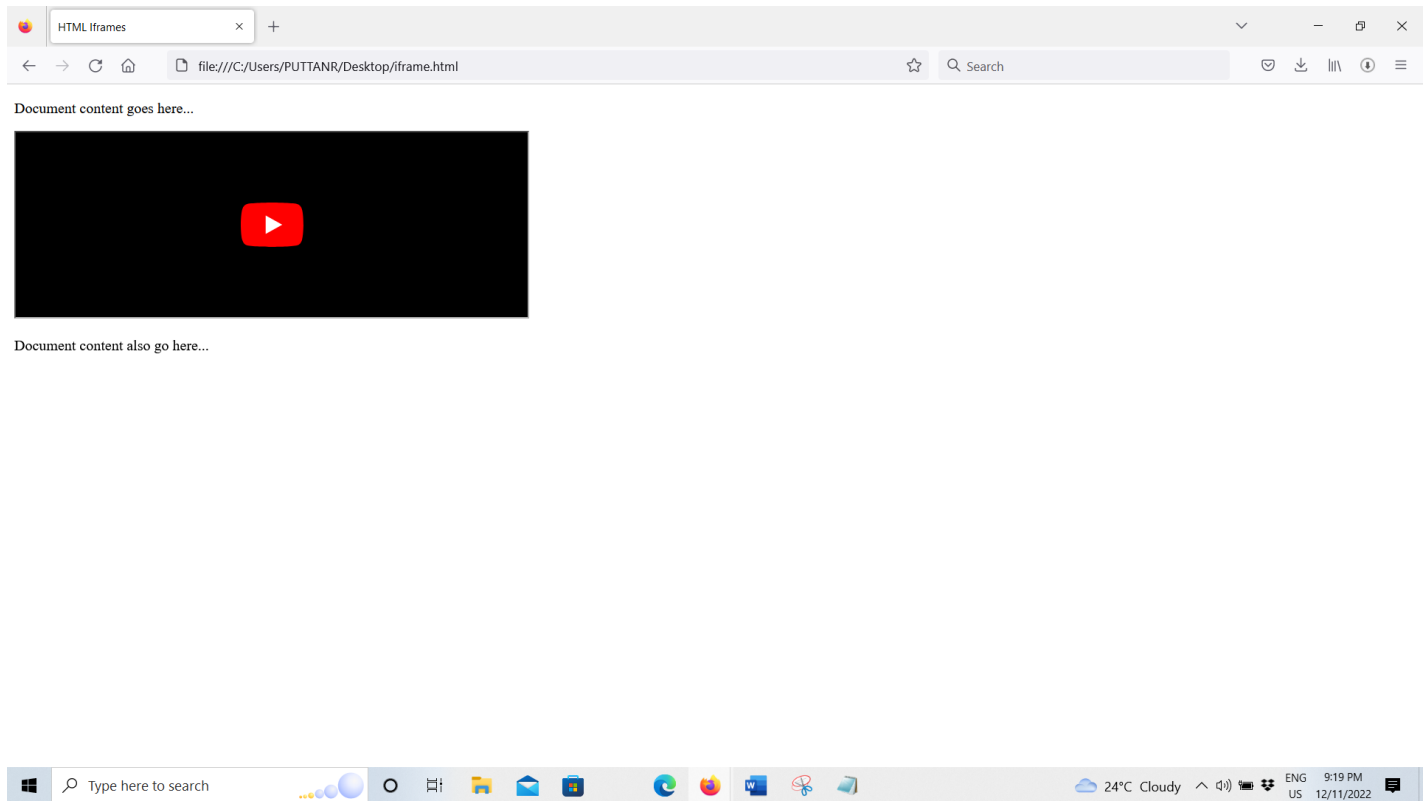 HTML Iframes
file:///C:/Users/PUTTANR/Desktop/iframe.html
Search
Document content goes here...
Document content also go here...
Type here to search
24°C Cloudy
ENG
US
9:19 PM
12/11/2022